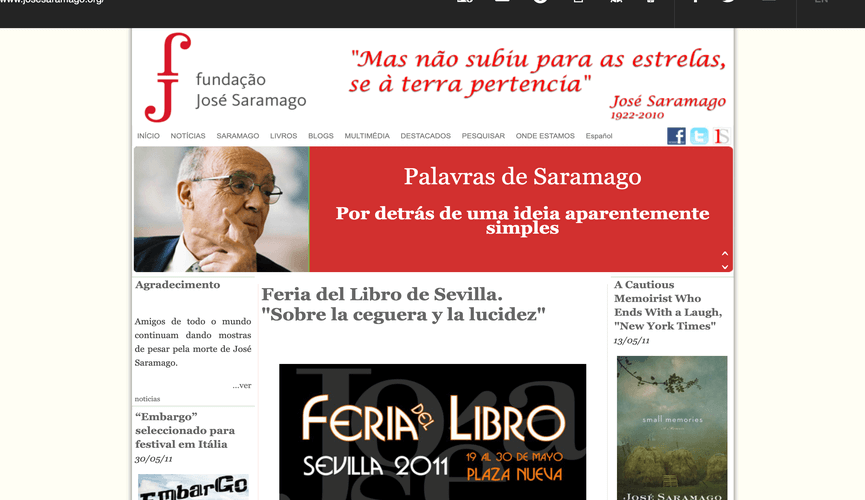 www.josesaramago.org/
fundação
José Saramago
"Mas não subiu para as estrelas,
se à terra pertencia"
José Saramago
1922-2010
INÍCIO NOTÍCIAS SARAMAGO LIVROS BLOGS MULTIMÉDIA DESTACADOS PESQUISAR ONDE ESTAMOS Español
Palavras de Saramago
Por detrás de uma ideia aparentemente
simples
Agradecimento
Amigos de todo o mundo
continuam dando mostras
de pesar pela morte de José
Saramago.
...ver
noticias
"Embargo"
seleccionado para
festival em Itália
30/05/11
EmbarGo
Feria del Libro de Sevilla.
"Sobre la ceguera y la lucidez"
FERIA DEL LIBRO
SEVILLA 2011
19 AL 30 DE MAYO
PLAZA NUEVA
A Cautious
Memoirist Who
Ends With a Laugh,
"New York Times"
13/05/11
small memories
JOSÉ SARAMAGO